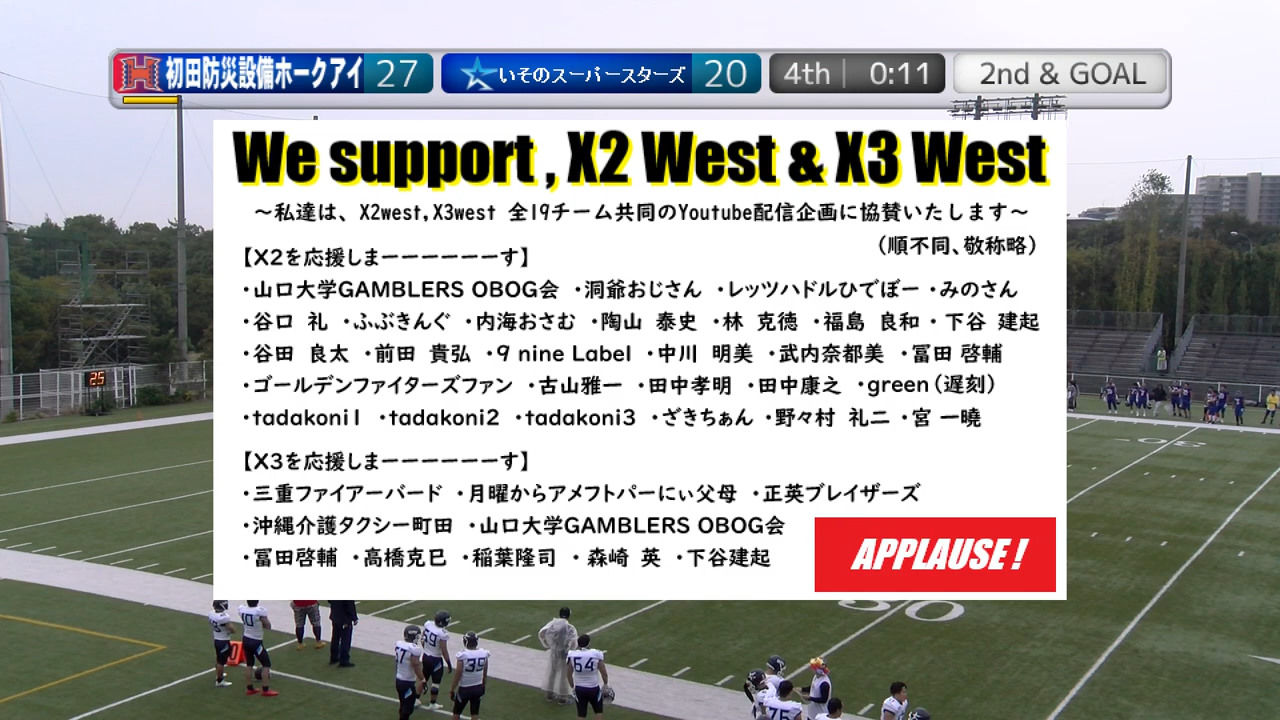 初田防災設備ホークアイ 27 いそのスーパースターズ 20 4th 0:11 2nd & GOAL
We support , X2 West & X3 West
～私達は、X2west,X3west 全19チーム共同のYoutube配信企画に協賛いたします～
（順不同、敬称略）
【X2を応援しまーーーーーーす】
・山口大学GAMBLERS OBOG会 ・洞爺おじさん ・レッツハドルひでぼー ・みのさん
・谷口 礼 ・ふぶきんぐ ・内海おさむ ・陶山 泰史 ・林 克徳 ・福島 良和 ・下谷 建起
・谷田 良太 ・前田 貴弘 ・9 nine Label ・中川 明美 ・武内奈都美 ・冨田 啓輔
・ゴールデンファイターズファン ・古山雅一 ・田中孝明 ・田中康之 ・green（遅刻）
・tadakoni1 ・tadakoni2 ・tadakoni3 ・ざきちぁん ・野々村 礼二 ・宮 一曉
【X3を応援しまーーーーーーす】
・三重ファイアーバード ・月曜からアメフトパーにぃ父母 ・正英ブレイザーズ
・沖縄介護タクシー町田 ・山口大学GAMBLERS OBOG会
・冨田啓輔 ・高橋克巳 ・稲葉隆司 ・森崎 英 ・下谷建起
APPLAUSE!
25
30
30
40
47
59
39
54
75